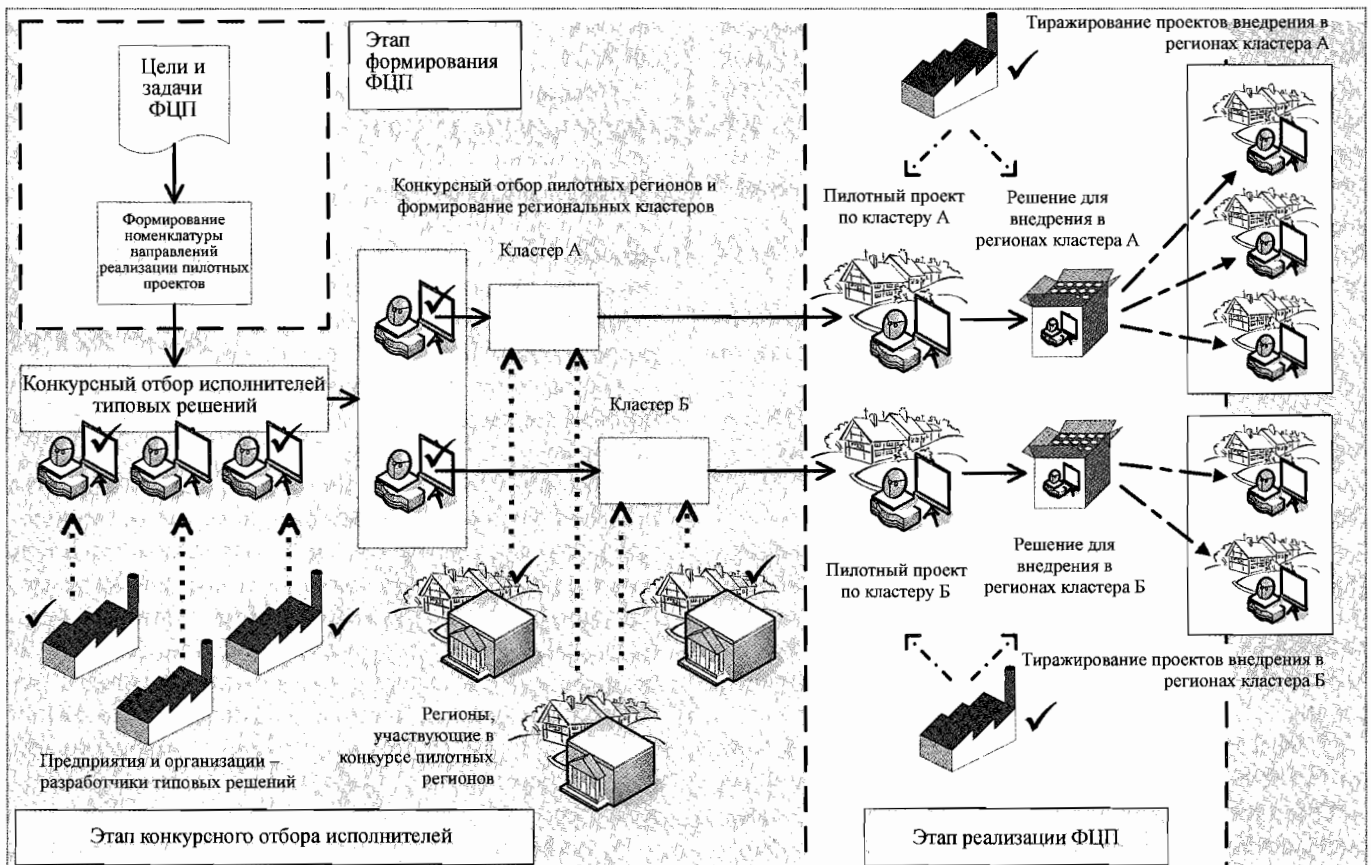 Цели и
задачи
ФЦП
Этап
формирования
ФЦП
Формирование
номенклатуры
направлений
реализации пилотных
проектов
Конкурсный отбор исполнителей
типовых решений
Конкурсный отбор пилотных регионов и
формирование региональных кластеров
Кластер А
Кластер Б
Предприятия и организации –
разработчики типовых решений
Регионы,
участвующие в
конкурсе пилотных
регионов
Этап конкурсного отбора исполнителей
Тиражирование проектов внедрения в
регионах кластера А
Пилотный проект
по кластеру А
Решение для
внедрения в
регионах кластера А
Пилотный проект
по кластеру Б
Решение для
внедрения в
регионах кластера Б
Тиражирование проектов внедрения в
регионах кластера Б
Этап реализации ФЦП